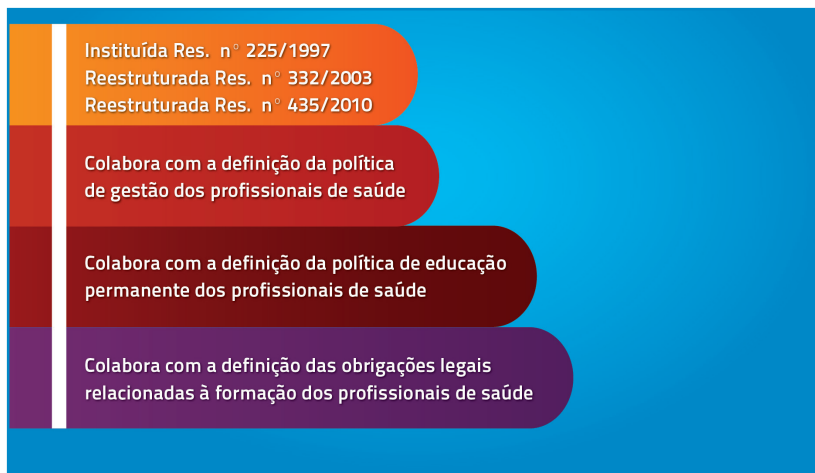 Instituída Res. n° 225/1997
Reestruturada Res. n° 332/2003
Reestruturada Res. n° 435/2010
Colabora com a definição da política
de gestão dos profissionais de saúde
Colabora com a definição da política de educação
permanente dos profissionais de saúde
Colabora com a definição das obrigações legais
relacionadas à formação dos profissionais de saúde